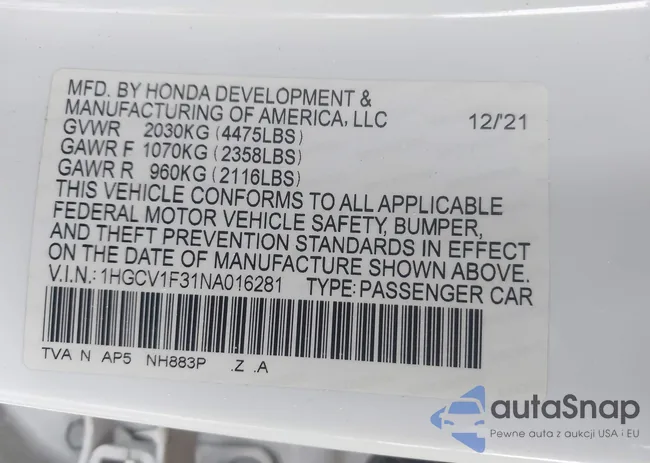 MFD. BY HONDA DEVELOPMENT &
MANUFACTURING OF AMERICA, LLC 12/'21
GVWR 2030KG (4475LBS)
GAWR F 1070KG (2358LBS)
GAWR R 960KG (2116LBS)
THIS VEHICLE CONFORMS TO ALL APPLICABLE
FEDERAL MOTOR VEHICLE SAFETY, BUMPER,
AND THEFT PREVENTION STANDARDS IN EFFECT
ON THE DATE OF MANUFACTURE SHOWN ABOVE.
V.I.N.: 1HGCV1F31NA016281 TYPE: PASSENGER CAR
TVA N AP5 NH883P .Z .A
autaSnap
Pewne auta z aukcji USA i EU